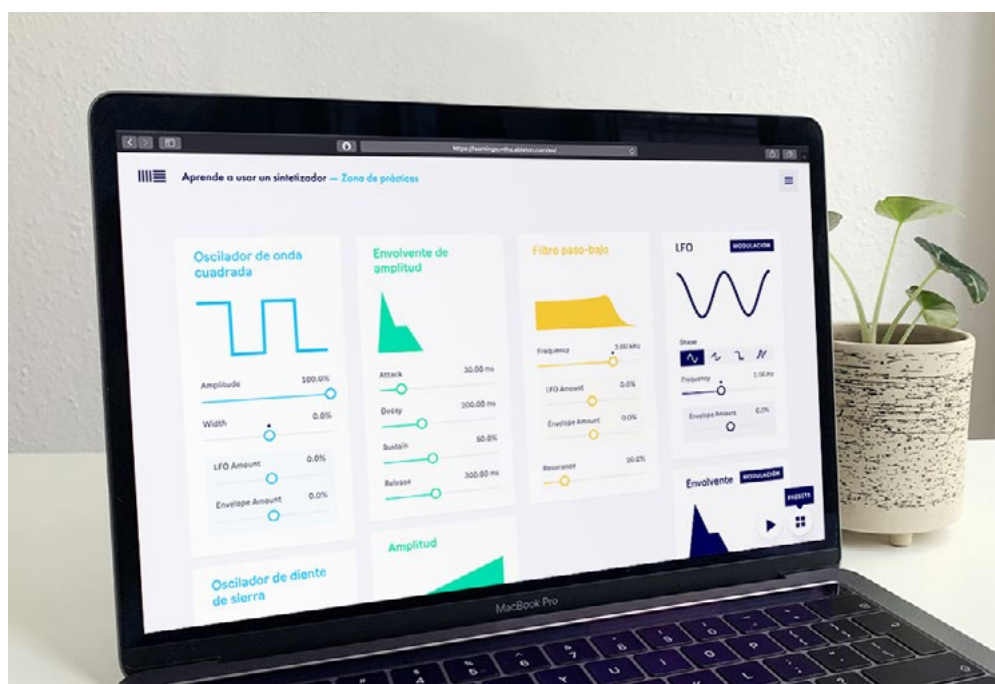 https://learningsynths.ableton.com/es/
Aprende a usar un sintetizador — Zona de prácticas
Oscilador de onda
cuadrada
Amplitude 100.0%
Width 0.0%
LFO Amount 0.0%
Envelope Amount 0.0%
Oscilador de diente
de sierra
Envolvente de
amplitud
Attack 30.00 ms
Decay 200.00 ms
Sustain 50.0%
Release 300.00 ms
Amplitud
Filtro paso-bajo
Frequency 3.00 kHz
LFO Amount 0.0%
Envelope Amount 0.0%
Resonance
LFO MODULACIÓN
Shape
Frequency 1.00 Hz
Envelope Amount 0.0%
Envolvente MODULACIÓN
PRESETS
MacBook Pro